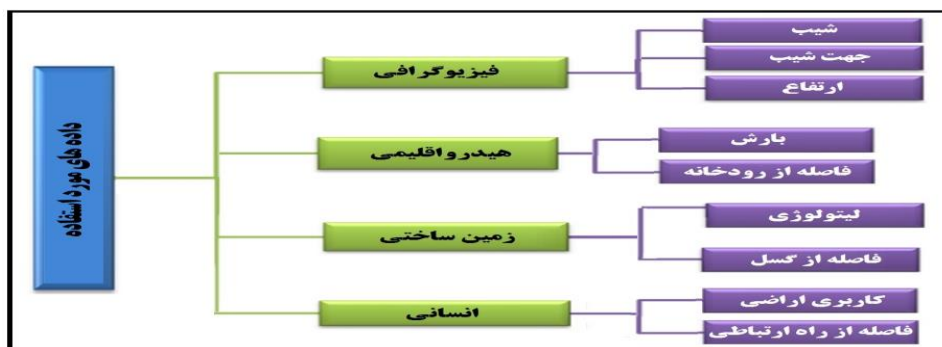 داده های مورد استفاده
فیزیوگرافی
شیب
جهت شیب
ارتفاع
هیدرواقلیمی
بارش
فاصله از رودخانه
زمین ساختی
لیتولوژی
فاصله از گسل
انسانی
کاربری اراضی
فاصله از راه ارتباطی